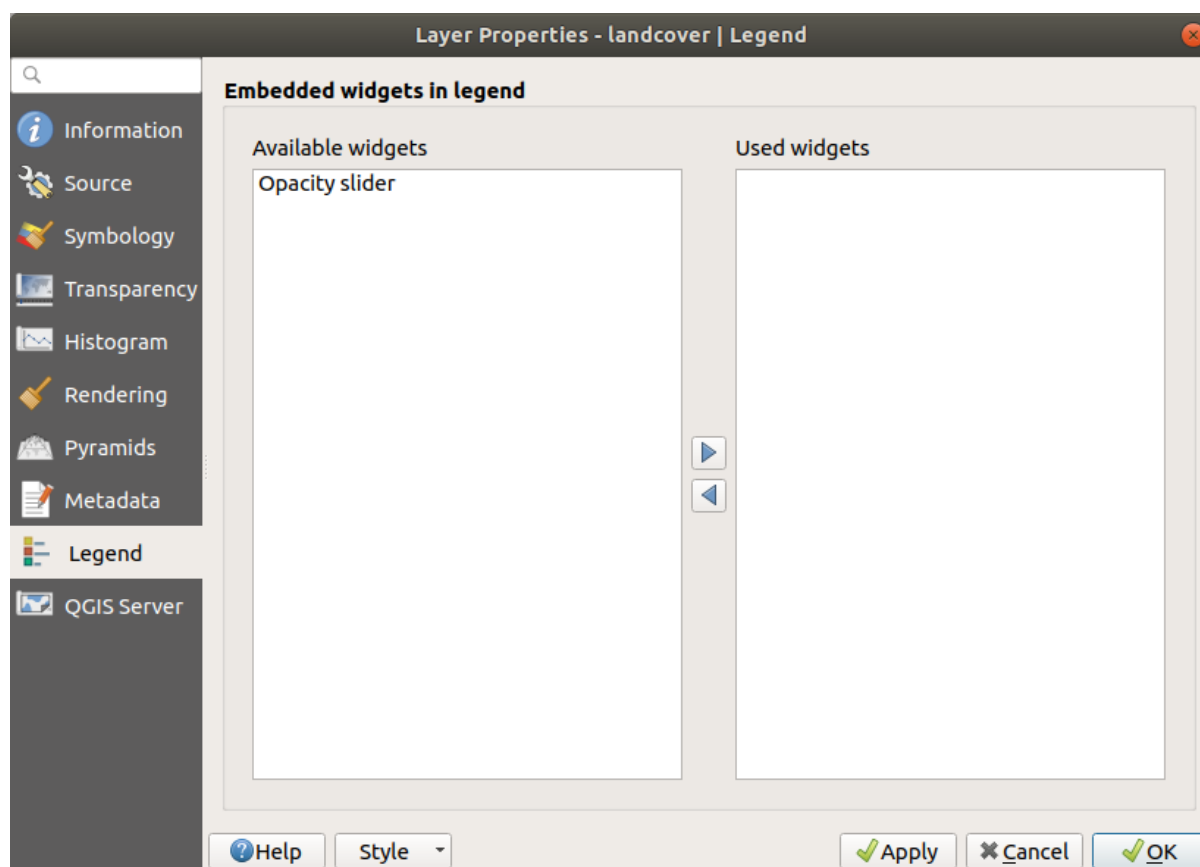 Layer Properties - landcover | Legend
Information
Source
Symbology
Transparency
Histogram
Rendering
Pyramids
Metadata
Legend
QGIS Server
Embedded widgets in legend
Available widgets
Opacity slider
Used widgets
Help
Style
Apply
Cancel
OK